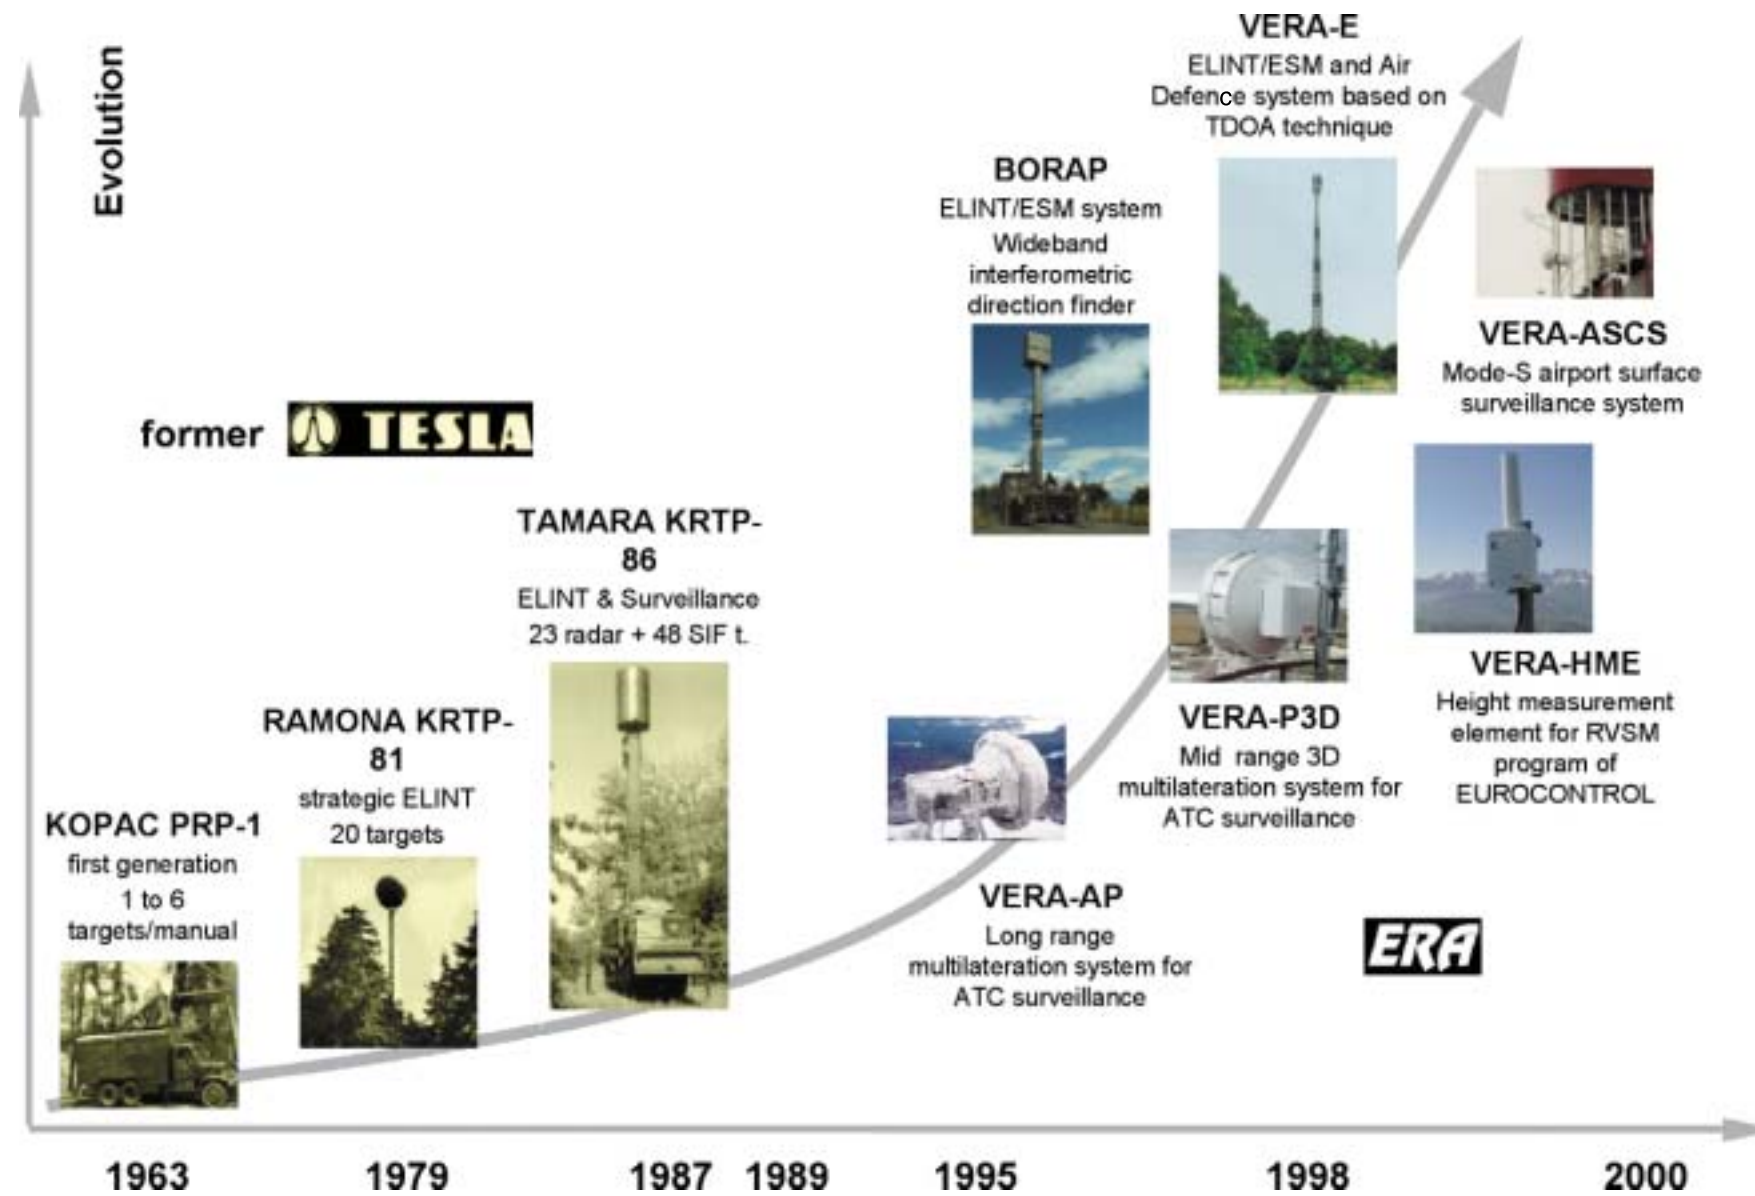 Evolution
former TESLA
KOPAC PRP-1
first generation
1 to 6
targets/manual
RAMONA KRTP-
81
strategic ELINT
20 targets
TAMARA KRTP-
86
ELINT & Surveillance
23 radar + 48 SIF t.
BORAP
ELINT/ESM system
Wideband
interferometric
direction finder
VERA-AP
Long range
multilateration system for
ATC surveillance
VERA-E
ELINT/ESM and Air
Defence system based on
TDOA technique
VERA-P3D
Mid range 3D
multilateration system for
ATC surveillance
VERA-ASCS
Mode-S airport surface
surveillance system
VERA-HME
Height measurement
element for RVSM
program of
EUROCONTROL
ERA
1963 1979 1987 1989 1995 1998 2000